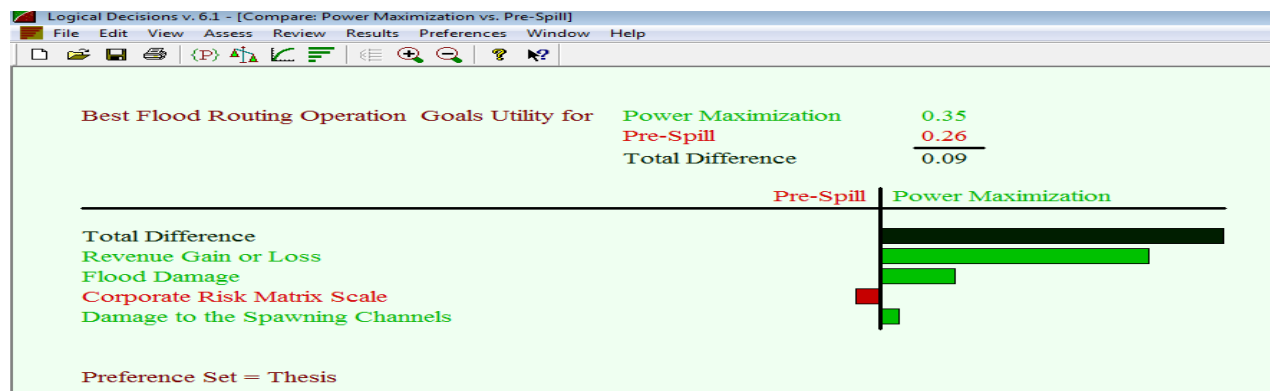 Logical Decisions v. 6.1 - [Compare: Power Maximization vs. Pre-Spill]
File Edit View Assess Review Results Preferences Window Help
{P} ? ?
Best Flood Routing Operation Goals Utility for Power Maximization 0.35
Pre-Spill 0.26
Total Difference 0.09
Pre-Spill Power Maximization
Total Difference
Revenue Gain or Loss
Flood Damage
Corporate Risk Matrix Scale
Damage to the Spawning Channels
Preference Set = Thesis